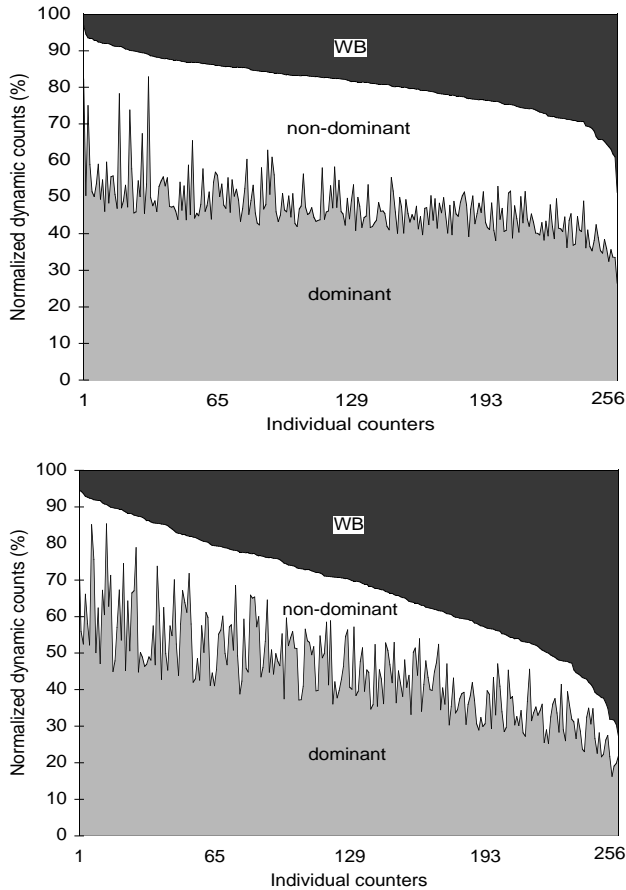 Normalized dynamic counts (%)
100
90
80
70
60
50
40
30
20
10
0
WB
non-dominant
dominant
1 65 129 193 256
Individual counters
Normalized dynamic counts (%)
100
90
80
70
60
50
40
30
20
10
0
WB
non-dominant
dominant
1 65 129 193 256
Individual counters